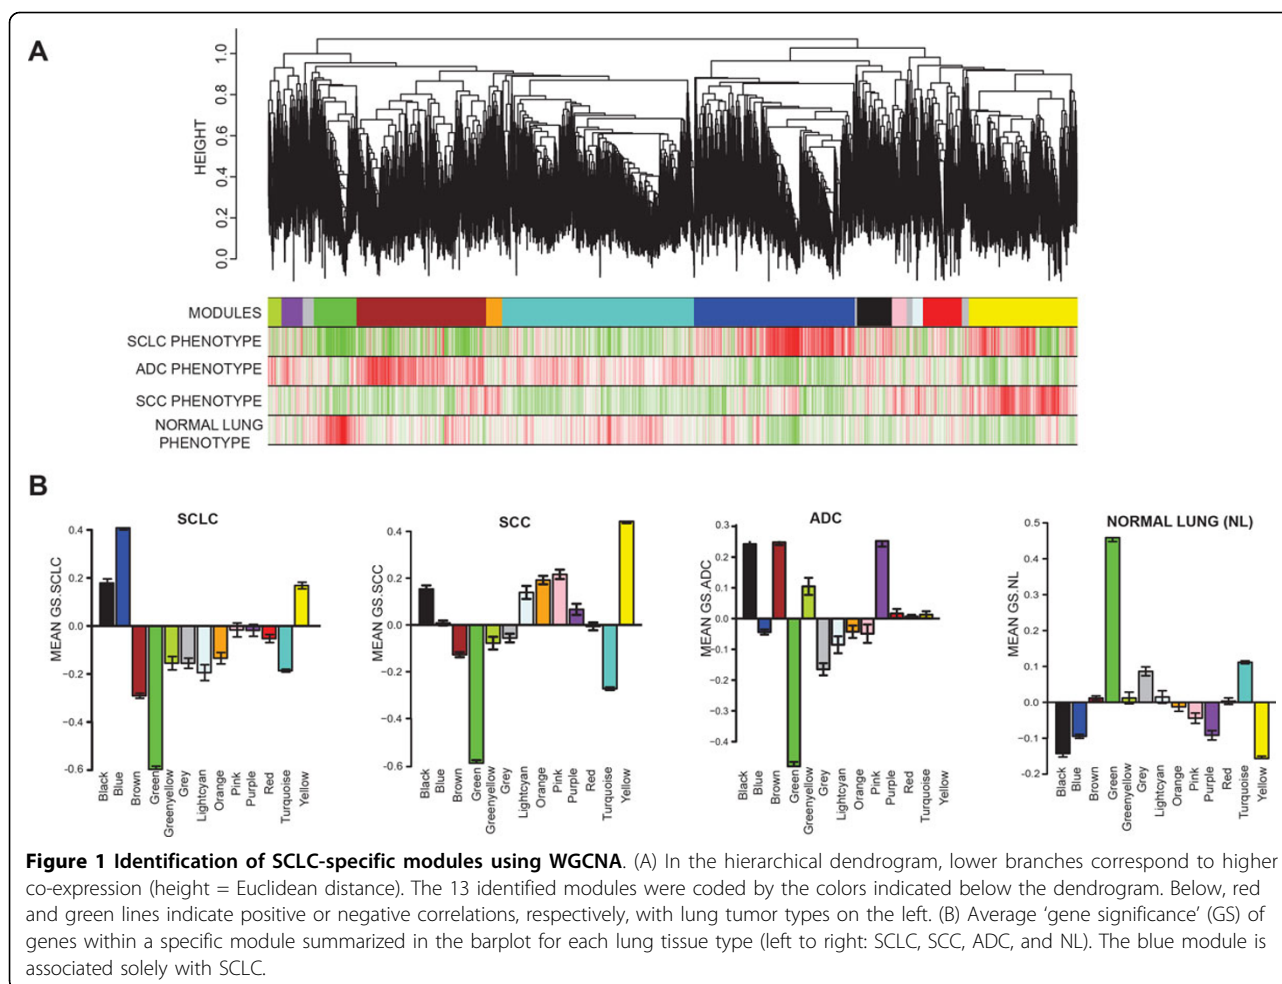 A
HEIGHT
1.0
0.8
0.6
0.4
0.2
0.0
MODULES
SCLC PHENOTYPE
ADC PHENOTYPE
SCC PHENOTYPE
NORMAL LUNG
PHENOTYPE
B
SCLC
MEAN GS.SCLC
0.4
0.2
0.0
−0.2
−0.4
−0.6
Black
Blue
Brown
Green
Greenyellow
Grey
Lightcyan
Orange
Pink
Purple
Red
Turquoise
Yellow
SCC
MEAN GS.SCC
0.4
0.2
0.0
−0.2
−0.4
−0.6
Black
Blue
Brown
Green
Greenyellow
Grey
Lightcyan
Orange
Pink
Purple
Red
Turquoise
Yellow
ADC
MEAN GS.ADC
0.3
0.2
0.1
0.0
−0.1
−0.2
−0.3
−0.4
Black
Blue
Brown
Green
Greenyellow
Grey
Lightcyan
Orange
Pink
Purple
Red
Turquoise
Yellow
NORMAL LUNG (NL)
MEAN GS.NL
0.5
0.4
0.3
0.2
0.1
0.0
−0.1
−0.2
Black
Blue
Brown
Green
Greenyellow
Grey
Lightcyan
Orange
Pink
Purple
Red
Turquoise
Yellow
Figure 1 Identification of SCLC-specific modules using WGCNA. (A) In the hierarchical dendrogram, lower branches correspond to higher
co-expression (height = Euclidean distance). The 13 identified modules were coded by the colors indicated below the dendrogram. Below, red
and green lines indicate positive or negative correlations, respectively, with lung tumor types on the left. (B) Average ‘gene significance’ (GS) of
genes within a specific module summarized in the barplot for each lung tissue type (left to right: SCLC, SCC, ADC, and NL). The blue module is
associated solely with SCLC.